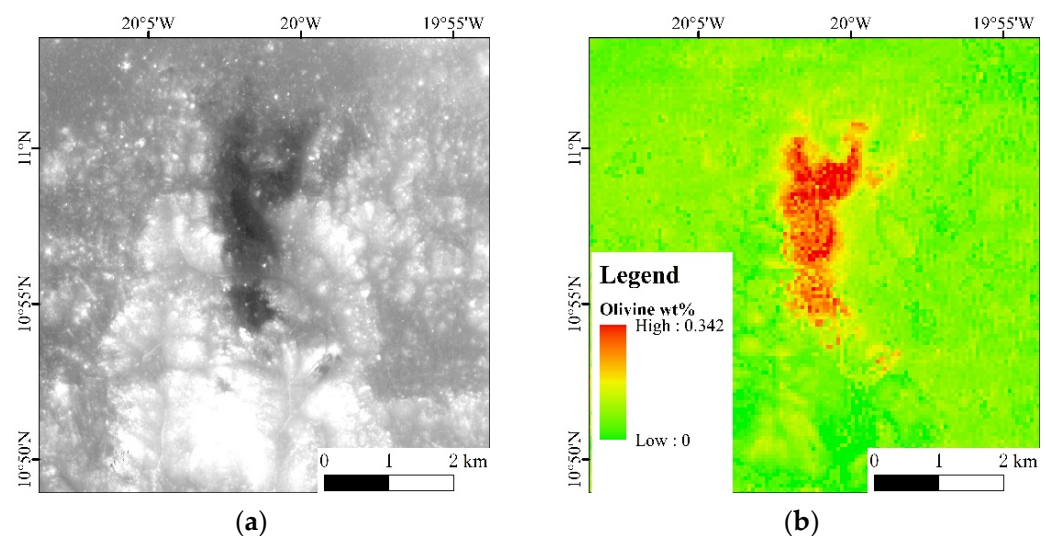 20°5'W 20°W 19°55'W
11°N
10°55'N
10°50'N
0 1 2 km
(a)
20°5'W 20°W 19°55'W
11°N
10°55'N
10°50'N
Legend
Olivine wt%
High : 0.342
Low : 0
0 1 2 km
(b)